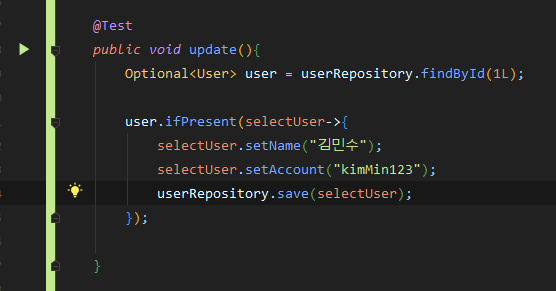 @Test
public void update(){
Optional<User> user = userRepository.findById(1L);
user.ifPresent(selectUser->{
selectUser.setName("김민수");
selectUser.setAccount("kimMin123");
userRepository.save(selectUser);
});
}